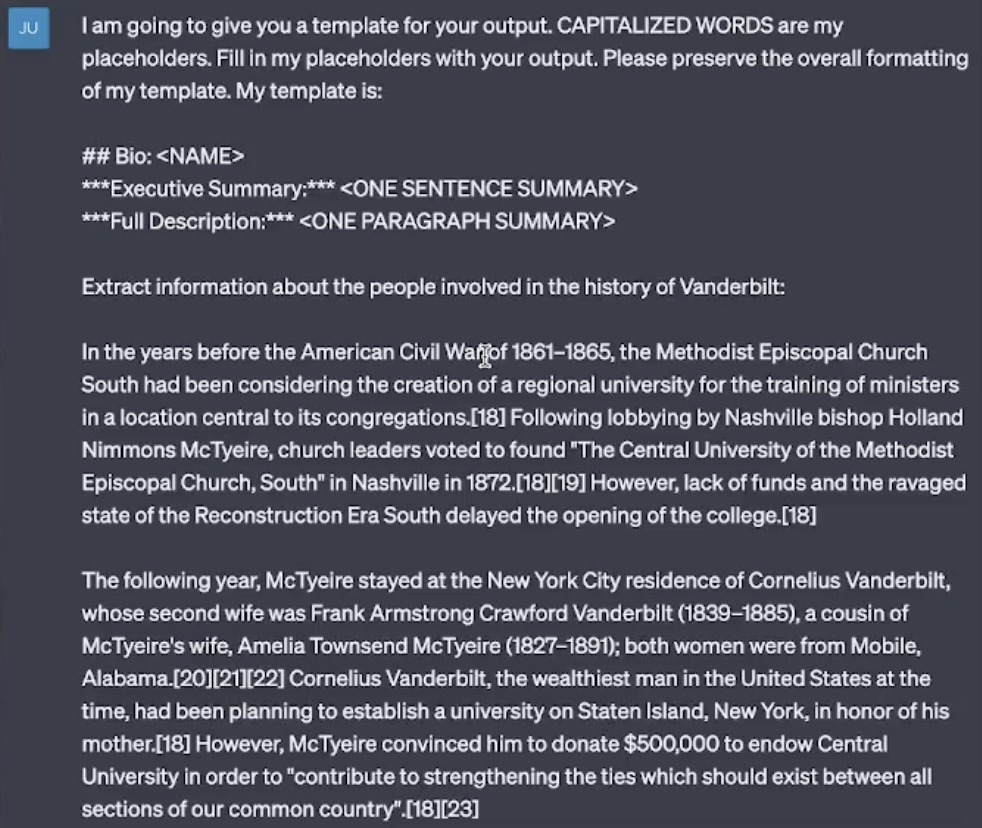 JU
I am going to give you a template for your output. CAPITALIZED WORDS are my
placeholders. Fill in my placeholders with your output. Please preserve the overall formatting
of my template. My template is:
## Bio: <NAME>
***Executive Summary:*** <ONE SENTENCE SUMMARY>
***Full Description:*** <ONE PARAGRAPH SUMMARY>
Extract information about the people involved in the history of Vanderbilt:
In the years before the American Civil War of 1861–1865, the Methodist Episcopal Church
South had been considering the creation of a regional university for the training of ministers
in a location central to its congregations.[18] Following lobbying by Nashville bishop Holland
Nimmons McTyeire, church leaders voted to found "The Central University of the Methodist
Episcopal Church, South" in Nashville in 1872.[18][19] However, lack of funds and the ravaged
state of the Reconstruction Era South delayed the opening of the college.[18]
The following year, McTyeire stayed at the New York City residence of Cornelius Vanderbilt,
whose second wife was Frank Armstrong Crawford Vanderbilt (1839–1885), a cousin of
McTyeire's wife, Amelia Townsend McTyeire (1827–1891); both women were from Mobile,
Alabama.[20][21][22] Cornelius Vanderbilt, the wealthiest man in the United States at the
time, had been planning to establish a university on Staten Island, New York, in honor of his
mother.[18] However, McTyeire convinced him to donate $500,000 to endow Central
University in order to "contribute to strengthening the ties which should exist between all
sections of our common country".[18][23]